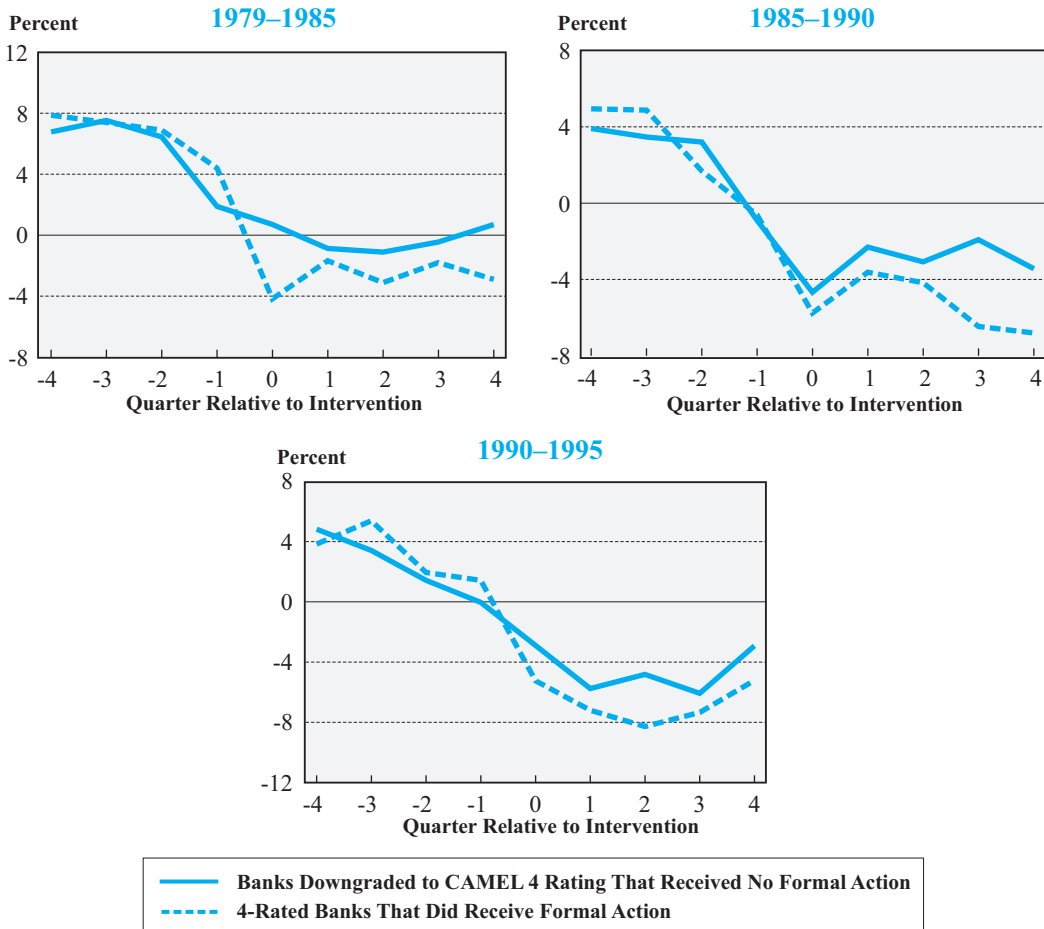 1979–1985
Percent
12
8
4
0
-4
-8
-4 -3 -2 -1 0 1 2 3 4
Quarter Relative to Intervention
1985–1990
Percent
8
4
0
-4
-8
-4 -3 -2 -1 0 1 2 3 4
Quarter Relative to Intervention
1990–1995
Percent
8
4
0
-4
-8
-12
-4 -3 -2 -1 0 1 2 3 4
Quarter Relative to Intervention
Banks Downgraded to CAMEL 4 Rating That Received No Formal Action
4-Rated Banks That Did Receive Formal Action